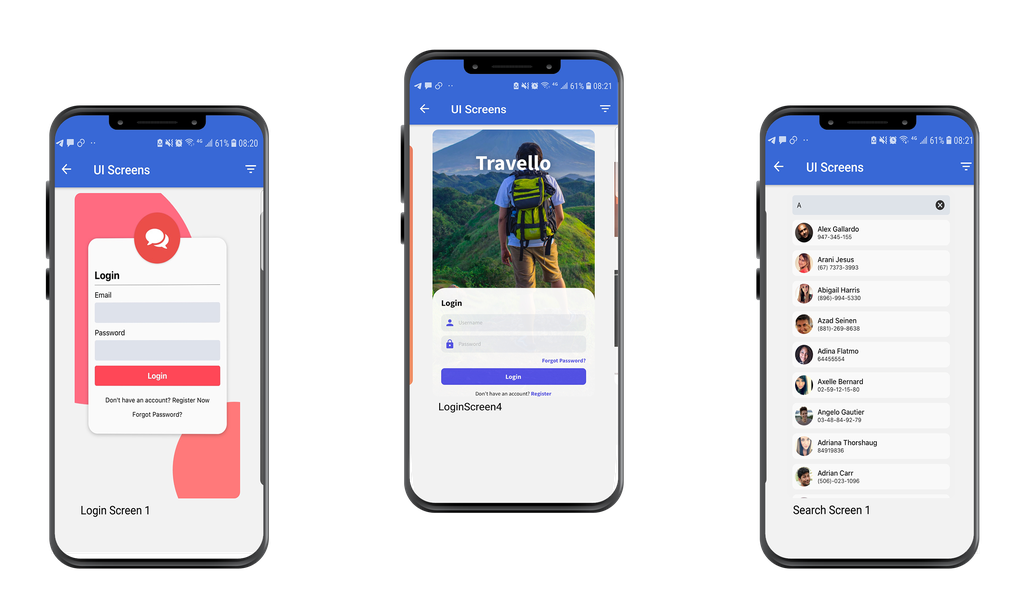 61% 08:20
UI Screens
Login
Email
Password
Login
Don't have an account? Register Now
Forgot Password?
Login Screen 1
4G 61% 08:21
UI Screens
Travello
Login
Username
Password
Forgot Password?
Login
Don't have an account? Register
LoginScreen4
4G 61% 08:21
UI Screens
A
Alex Gallardo
947-345-155
Arani Jesus
(67) 7373-3993
Abigail Harris
(896)-994-5330
Azad Seinen
(881)-269-8638
Adina Flatmo
64455554
Axelle Bernard
02-59-12-15-80
Angelo Gautier
03-48-84-92-79
Adriana Thorshaug
84919836
Adrian Carr
(506)-023-1096
Search Screen 1